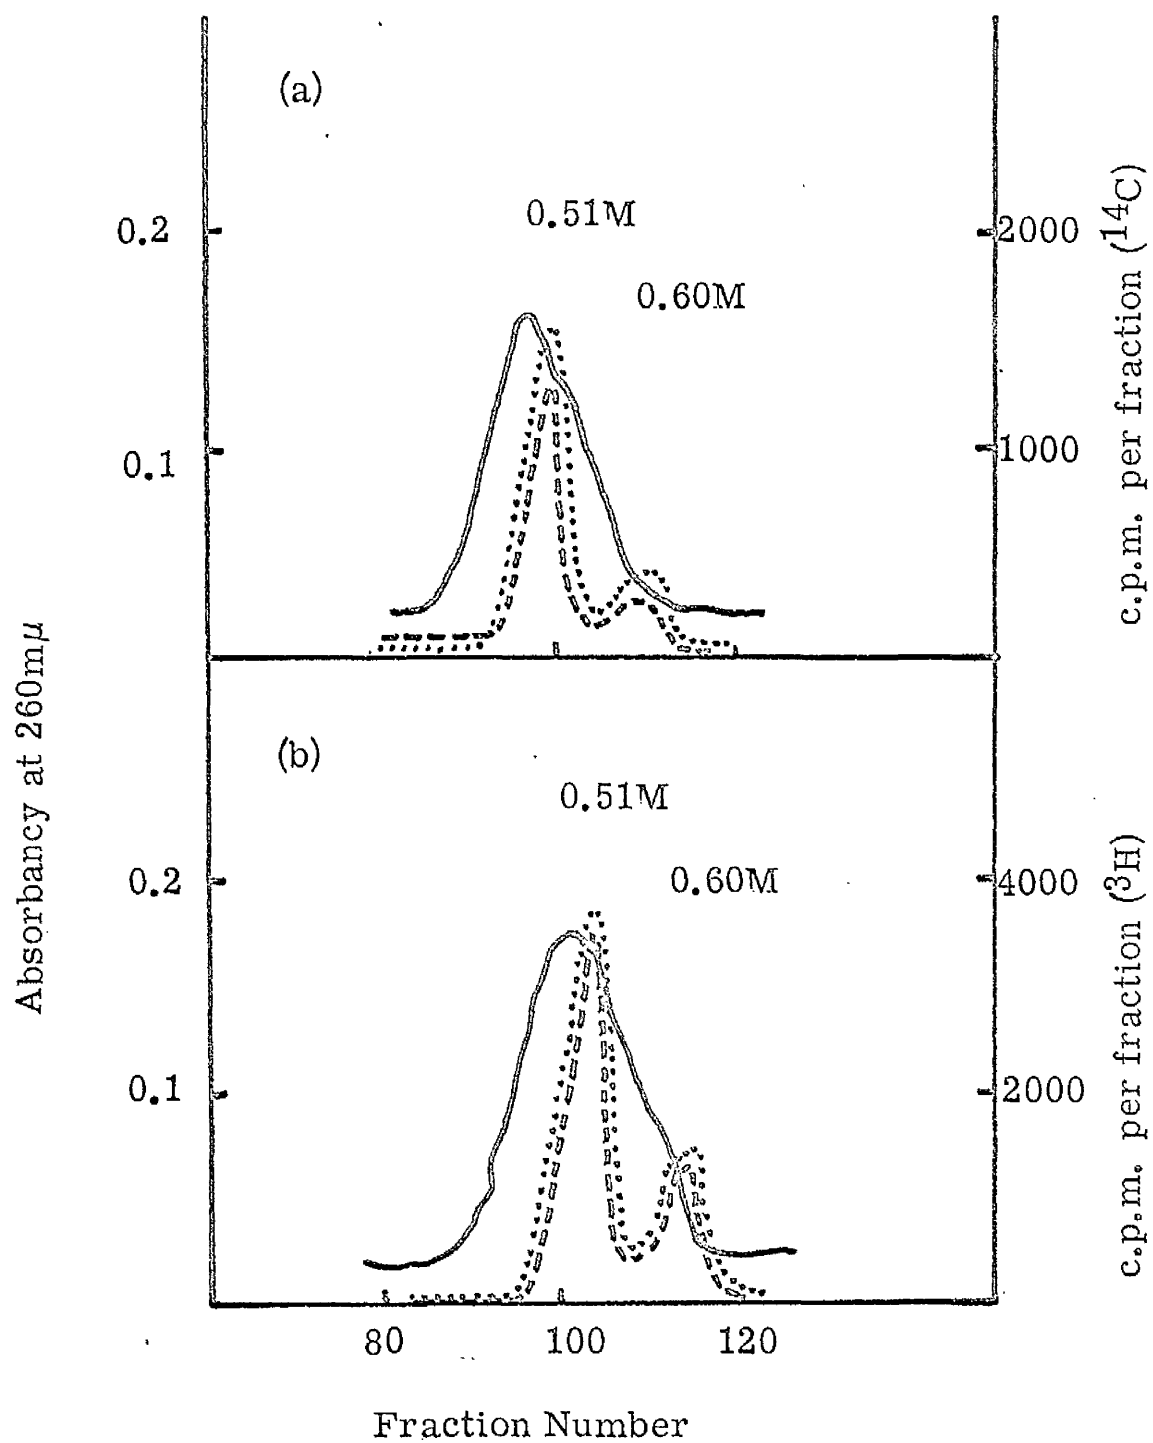 (a)
0.51M
0.60M
0.2
0.1
2000
1000
c.p.m. per fraction (¹⁴C)
Absorbancy at 260mμ
(b)
0.51M
0.60M
0.2
0.1
4000
2000
c.p.m. per fraction (³H)
80 100 120
Fraction Number